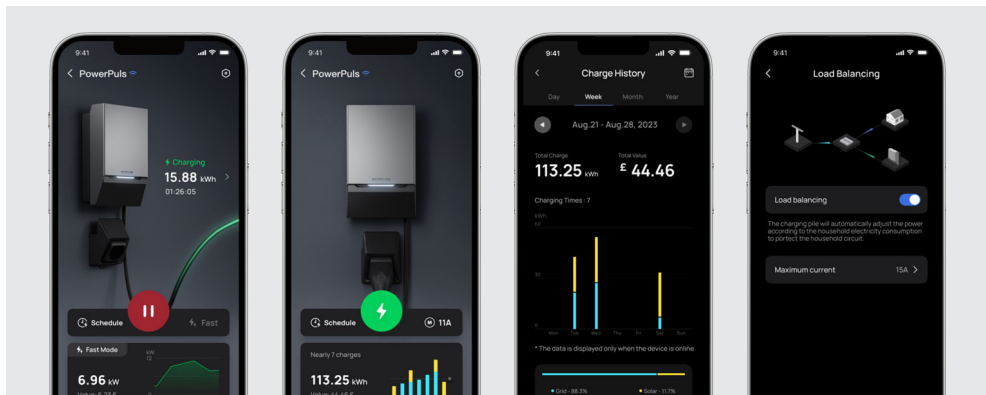 9:41
PowerPuls
Charging
15.88 kWh
01:26:05
Schedule
Fast
Fast Mode
kW
12
6.96 kW
9:41
PowerPuls
Schedule
M 11A
Nearly 7 charges
113.25 kWh
9:41
Charge History
Day Week Month Year
Aug.21 - Aug.28, 2023
Total Charge Total Value
113.25 kWh £ 44.46
Charging Times : 7
kWh
60
30
0
Mon Tue Wed Thu Fri Sat Sun
* The data is displayed only when the device is online
Grid - 88.3% Solar - 11.7%
9:41
Load Balancing
Load balancing
The charging pile will automatically adjust the power
according to the household electricity consumption
to portect the household circuit.
Maximum current 15A